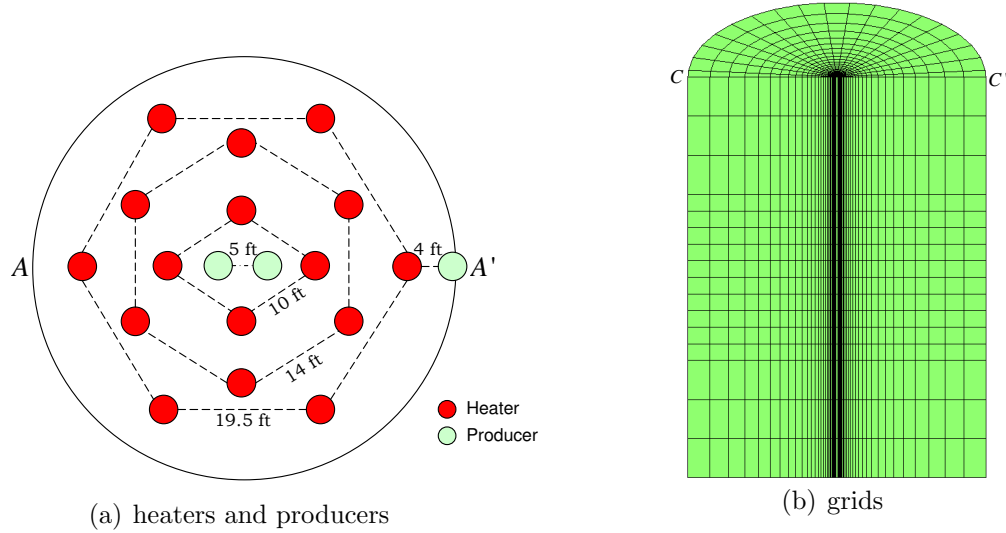 A
5 ft
4 ft
A'
10 ft
14 ft
19.5 ft
Heater
Producer
(a) heaters and producers
C
C'
(b) grids